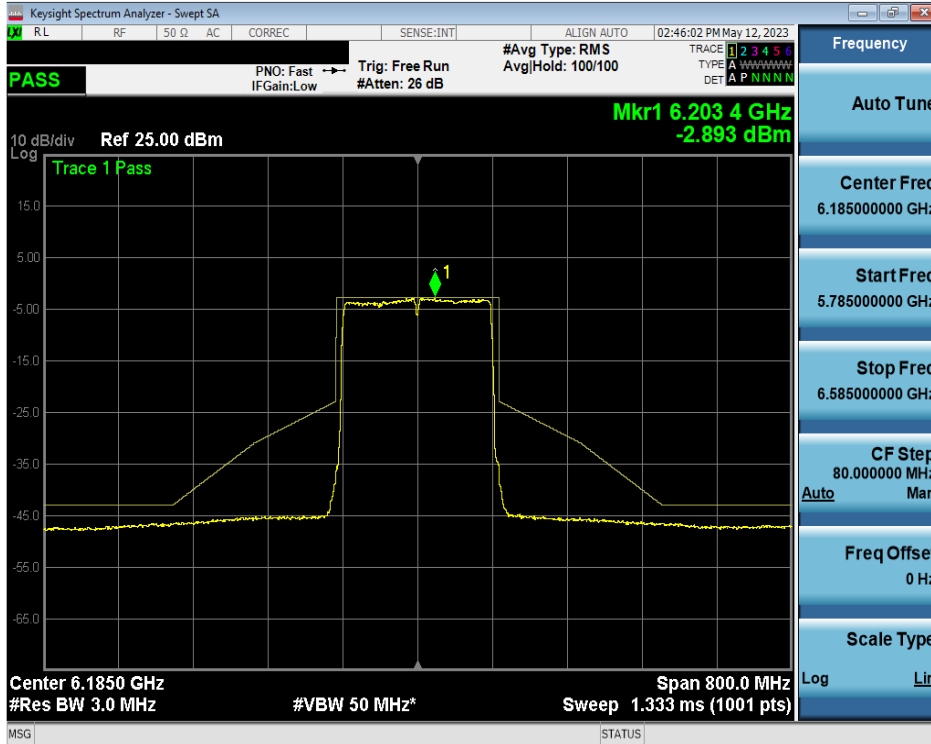 Keysight Spectrum Analyzer - Swept SA
LXI RL RF 50 Ω AC CORREC SENSE:INT ALIGN AUTO 02:46:02 PM May 12, 2023
PASS
PNO: Fast
IFGain:Low
Trig: Free Run
#Atten: 26 dB
#Avg Type: RMS
Avg|Hold: 100/100
TRACE 1 2 3 4 5 6
TYPE A WWWWW
DET A P N N N N
Mkr1 6.203 4 GHz
-2.893 dBm
10 dB/div Ref 25.00 dBm
Log
Trace 1 Pass
15.0
5.00
1
-5.00
-15.0
-25.0
-35.0
-45.0
-55.0
-65.0
Center 6.1850 GHz Span 800.0 MHz
#Res BW 3.0 MHz #VBW 50 MHz* Sweep 1.333 ms (1001 pts)
MSG STATUS
Frequency
Auto Tune
Center Freq
6.185000000 GHz
Start Freq
5.785000000 GHz
Stop Freq
6.585000000 GHz
CF Step
80.000000 MHz
Auto Man
Freq Offset
0 Hz
Scale Type
Log Lin